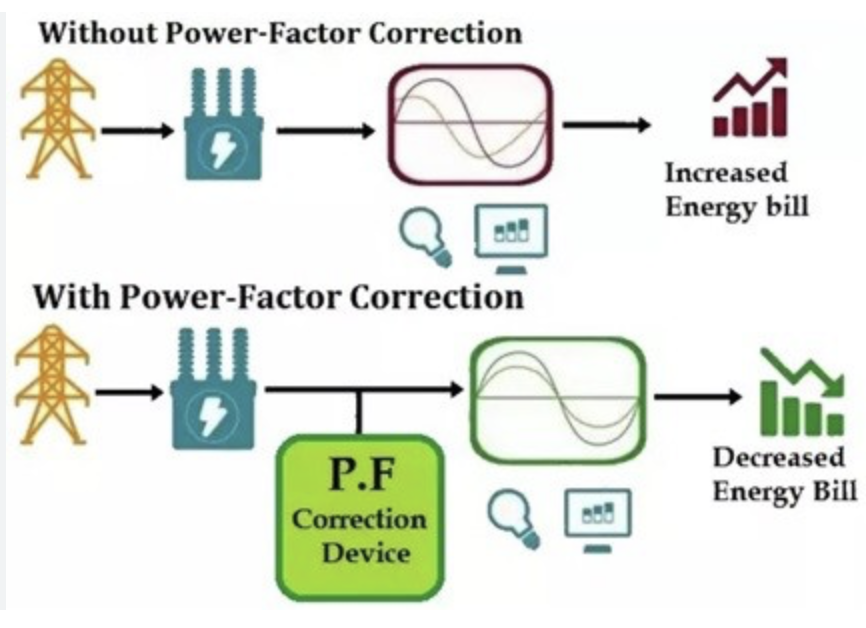 Without Power-Factor Correction
Increased
Energy bill
With Power-Factor Correction
P.F
Correction
Device
Decreased
Energy Bill